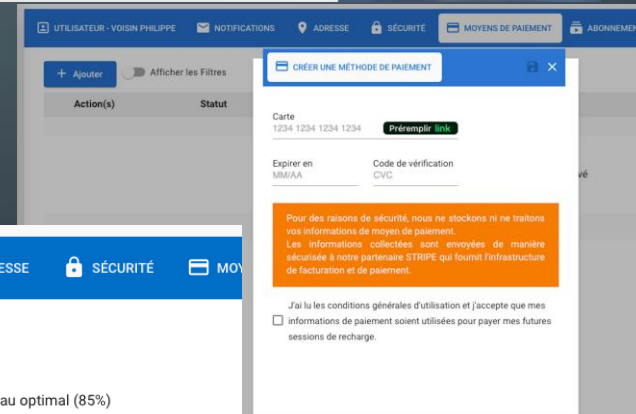 UTILISATEUR - VOISIN PHILIPPE NOTIFICATIONS ADRESSE SÉCURITÉ MOYENS DE PAIEMENT ABONNEMEN
+ Ajouter Afficher les Filtres
Action(s) Statut
CRÉER UNE MÉTHODE DE PAIEMENT
Carte
1234 1234 1234 1234 Préremplir link
Expirer en Code de vérification
MM/AA CVC
vé
Pour des raisons de sécurité, nous ne stockons ni ne traitons
vos informations de moyen de paiement.
Les informations collectées sont envoyées de manière
sécurisée à notre partenaire STRIPE qui fournit l'infrastructure
de facturation et de paiement.
J'ai lu les conditions générales d'utilisation et j'accepte que mes
informations de paiement soient utilisées pour payer mes futures
sessions de recharge.
ESSE SÉCURITÉ MOY
au optimal (85%)